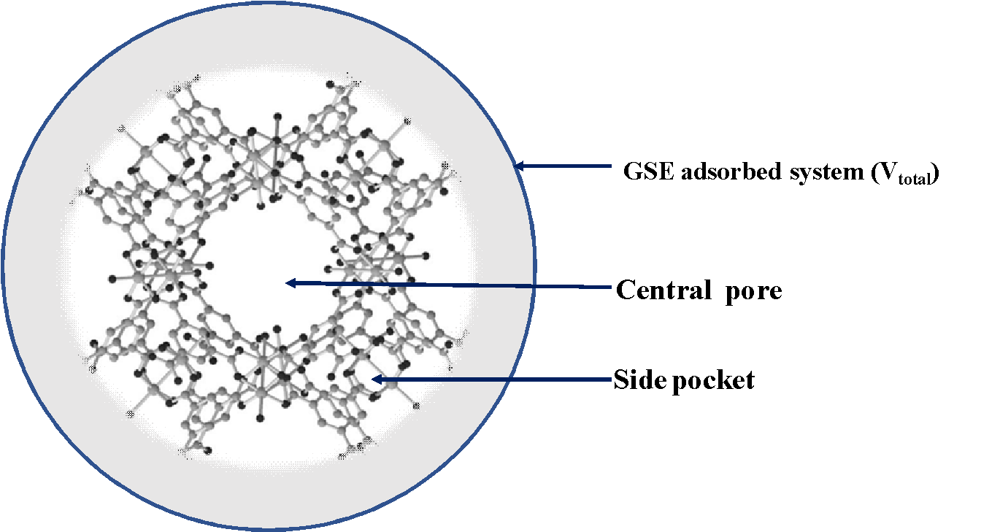 GSE adsorbed system (Vtotal)
Central pore
Side pocket